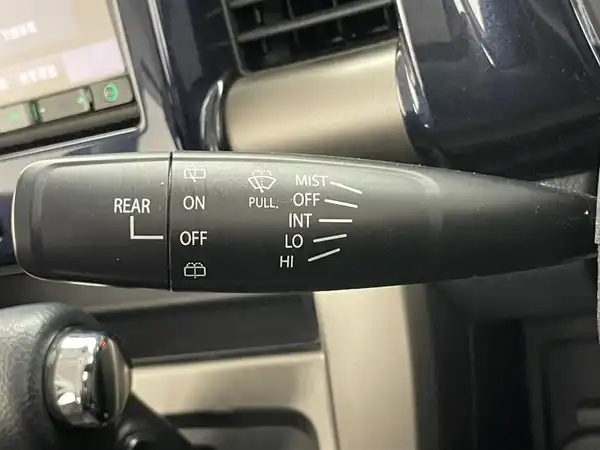 REAR
ON
OFF
PULL
MIST
OFF
INT
LO
HI